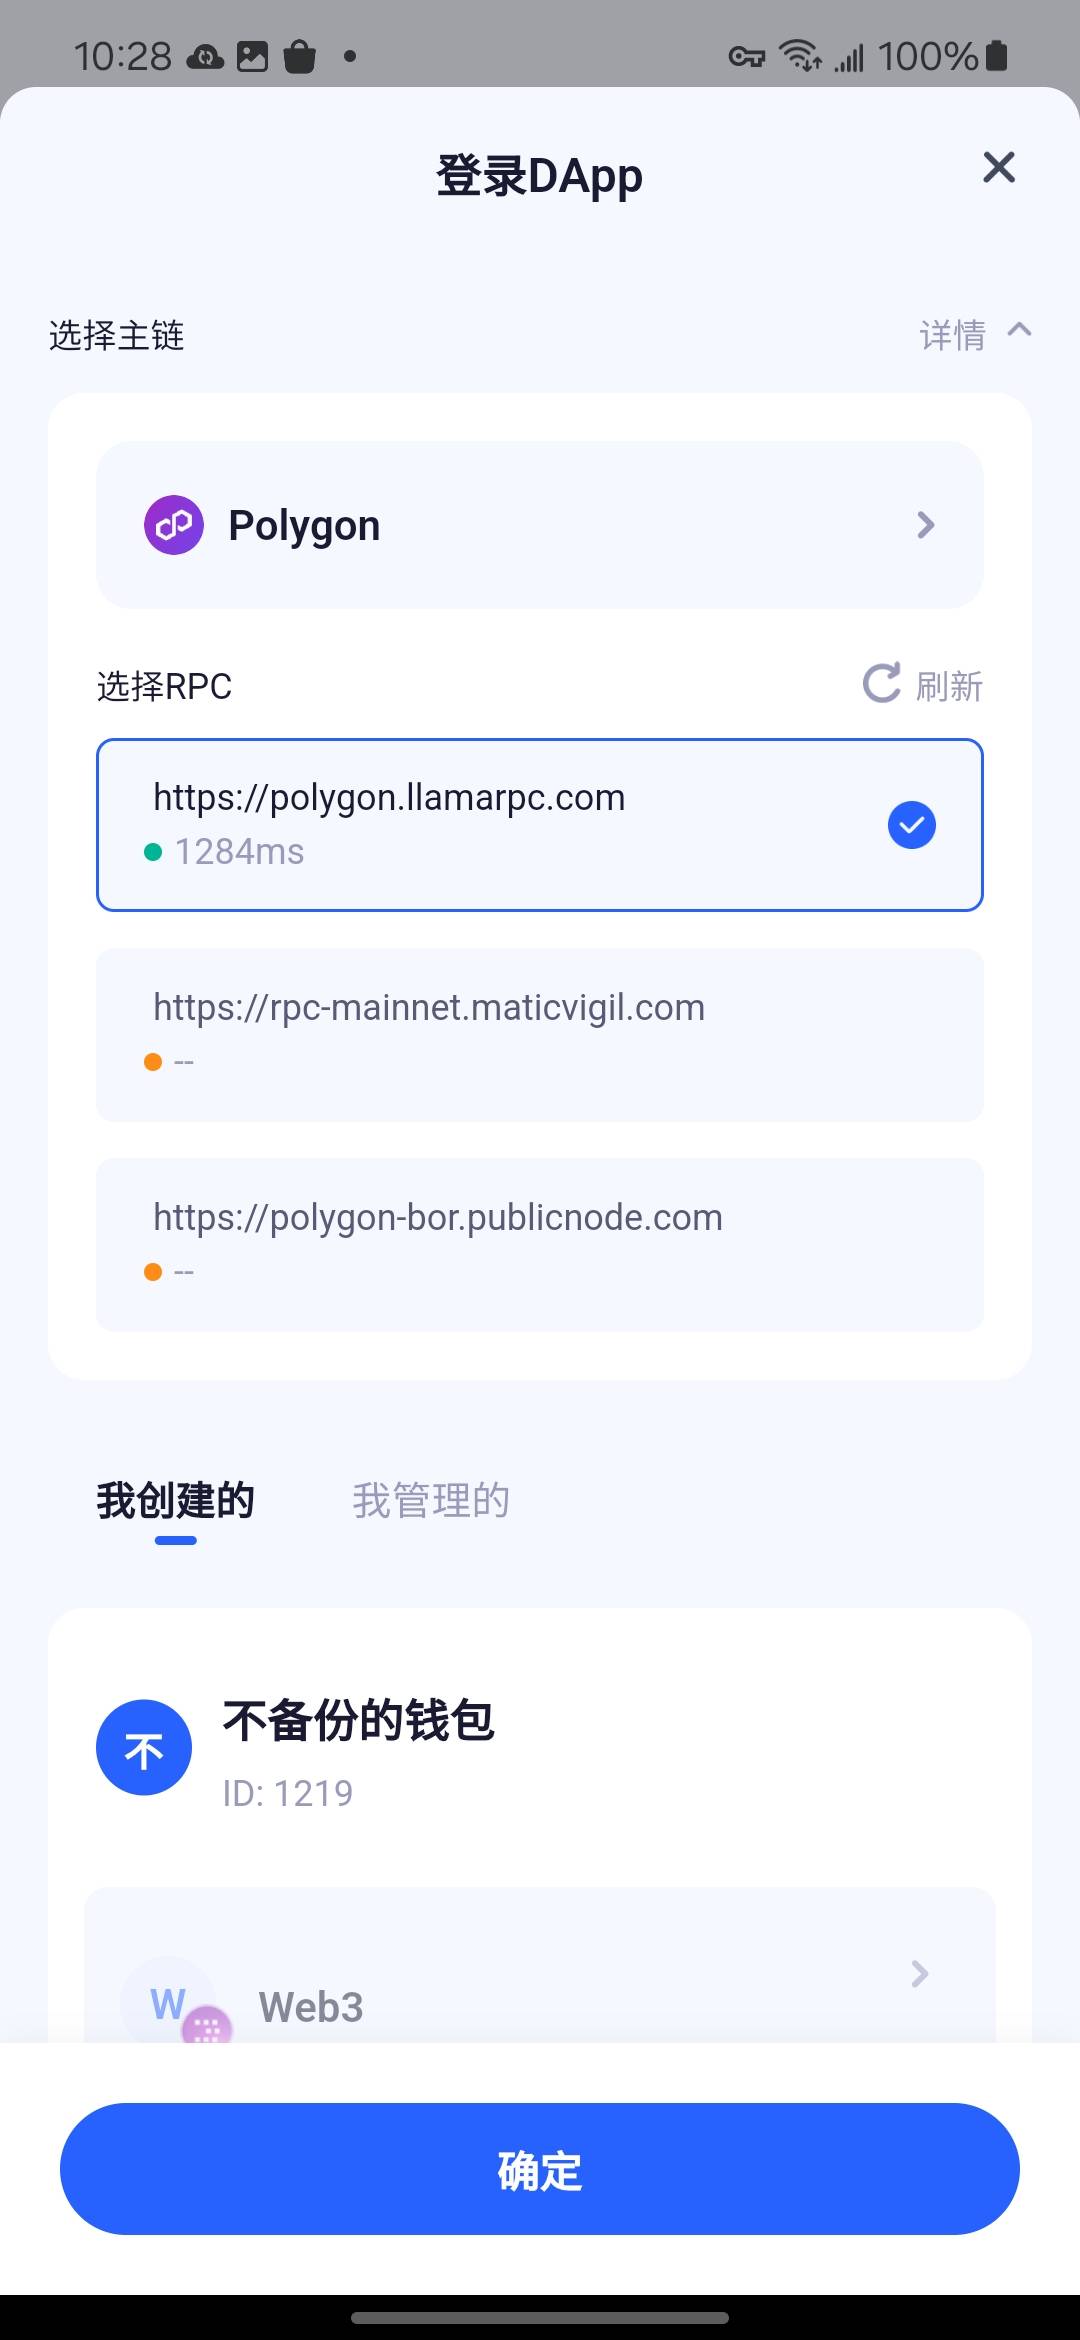 10:28
100%
登录DApp
选择主链
详情
Polygon
选择RPC
刷新
https://polygon.llamarpc.com
1284ms
https://rpc-mainnet.maticvigil.com
--
https://polygon-bor.publicnode.com
--
我创建的
我管理的
不
不备份的钱包
ID: 1219
W
Web3
确定